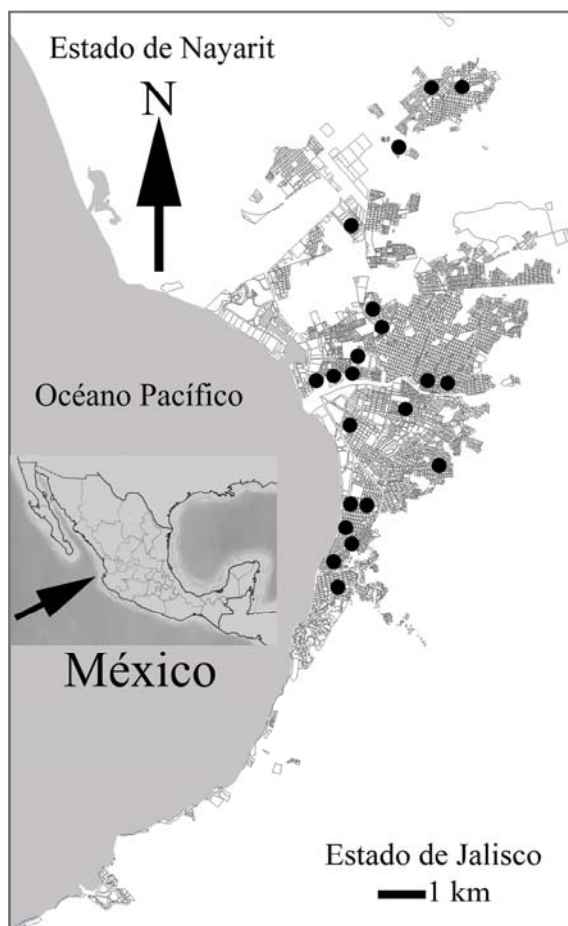 Estado de Nayarit
N
Océano Pacífico
México
Estado de Jalisco
1 km